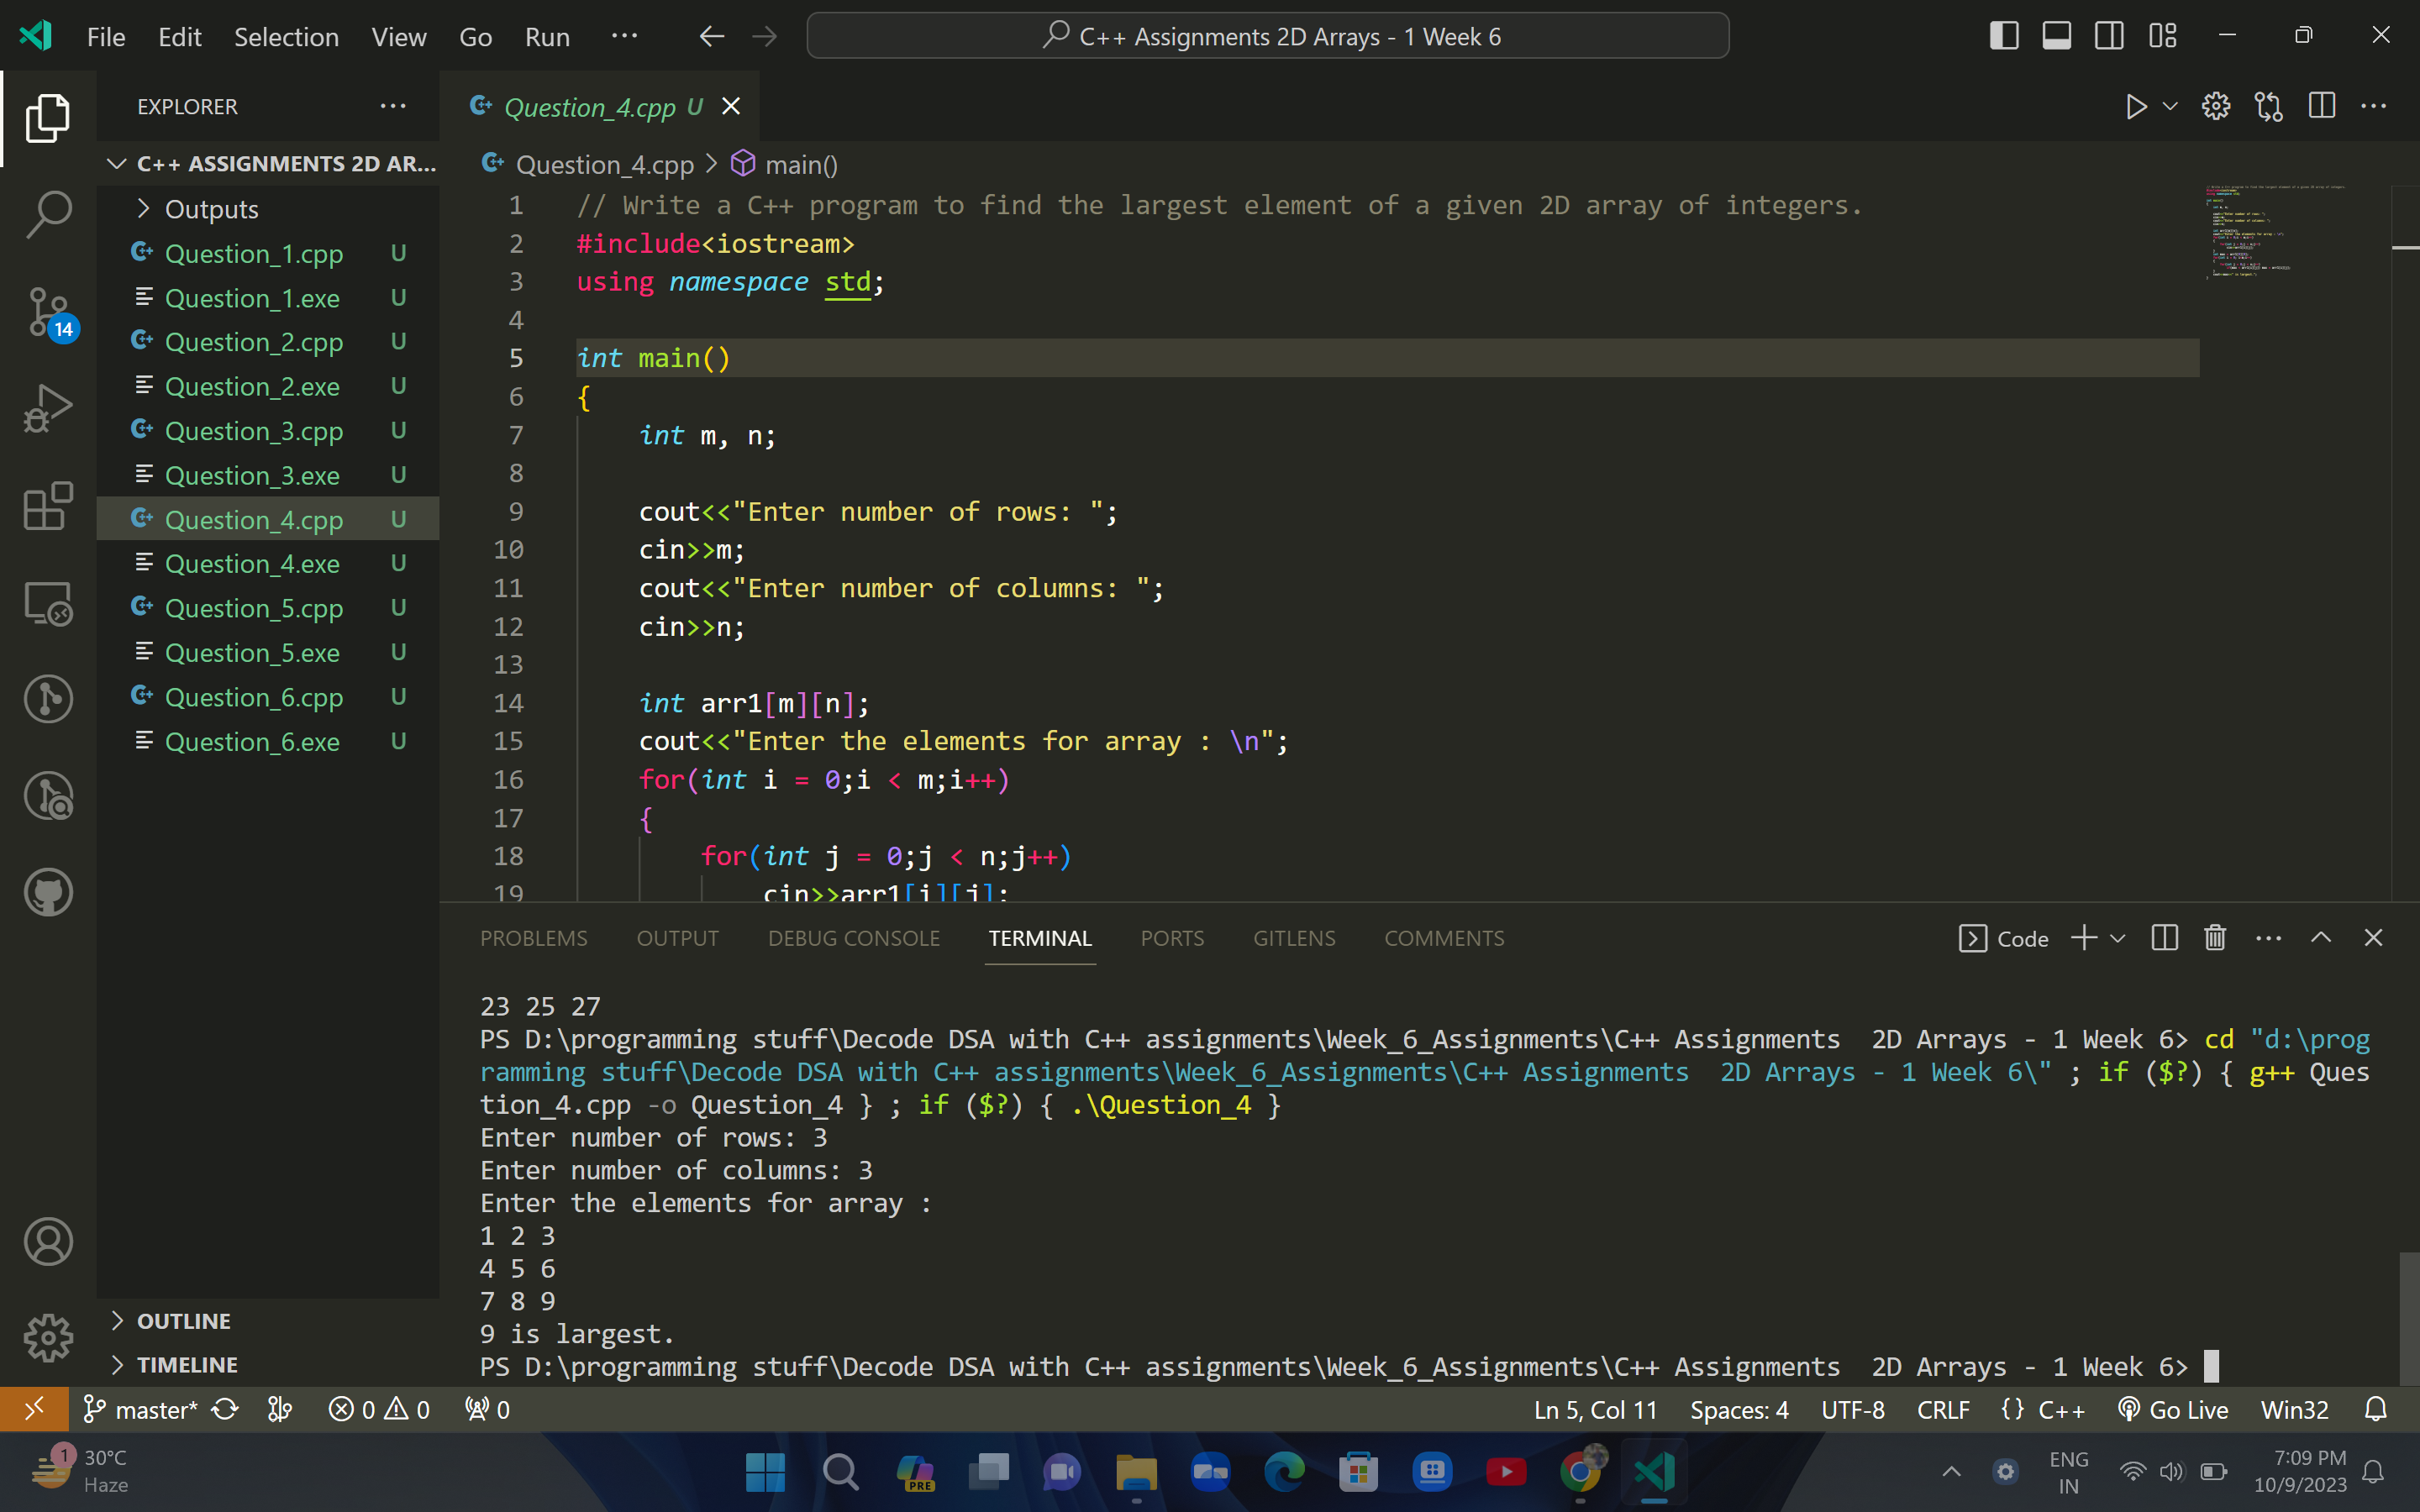 File Edit Selection View Go Run ···
C++ Assignments 2D Arrays - 1 Week 6
EXPLORER
C++ ASSIGNMENTS 2D AR...
Outputs
Question_1.cpp U
Question_1.exe U
Question_2.cpp U
Question_2.exe U
Question_3.cpp U
Question_3.exe U
Question_4.cpp U
Question_4.exe U
Question_5.cpp U
Question_5.exe U
Question_6.cpp U
Question_6.exe U
OUTLINE
TIMELINE
14
Question_4.cpp U
Question_4.cpp > main()
1 // Write a C++ program to find the largest element of a given 2D array of integers.
2 #include<iostream>
3 using namespace std;
4
5 int main()
6 {
7 int m, n;
8
9 cout<<"Enter number of rows: ";
10 cin>>m;
11 cout<<"Enter number of columns: ";
12 cin>>n;
13
14 int arr1[m][n];
15 cout<<"Enter the elements for array : \n";
16 for(int i = 0;i < m;i++)
17 {
18 for(int j = 0;j < n;j++)
19 cin>>arr1[i][j];
PROBLEMS OUTPUT DEBUG CONSOLE TERMINAL PORTS GITLENS COMMENTS
Code
23 25 27
PS D:\programming stuff\Decode DSA with C++ assignments\Week_6_Assignments\C++ Assignments  2D Arrays - 1 Week 6> cd "d:\prog
ramming stuff\Decode DSA with C++ assignments\Week_6_Assignments\C++ Assignments  2D Arrays - 1 Week 6\" ; if ($?) { g++ Ques
tion_4.cpp -o Question_4 } ; if ($?) { .\Question_4 }
Enter number of rows: 3
Enter number of columns: 3
Enter the elements for array :
1 2 3
4 5 6
7 8 9
9 is largest.
PS D:\programming stuff\Decode DSA with C++ assignments\Week_6_Assignments\C++ Assignments  2D Arrays - 1 Week 6>
master* 0 0 0
Ln 5, Col 11 Spaces: 4 UTF-8 CRLF {} C++ Go Live Win32
1
30°C
Haze
PRE
ENG
IN
7:09 PM
10/9/2023